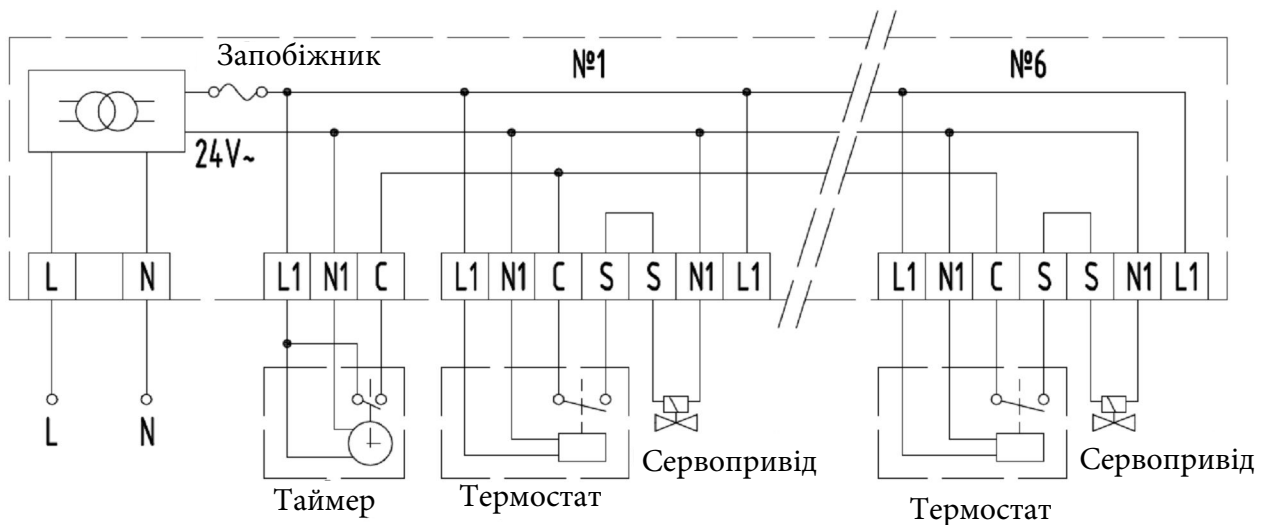 Запобіжник
№1
№6
24V~
L N L1 N1 C L1 N1 C S S N1 L1 L1 N1 C S S N1 L1
L N
Сервопривід
Сервопривід
Таймер
Термостат
Термостат